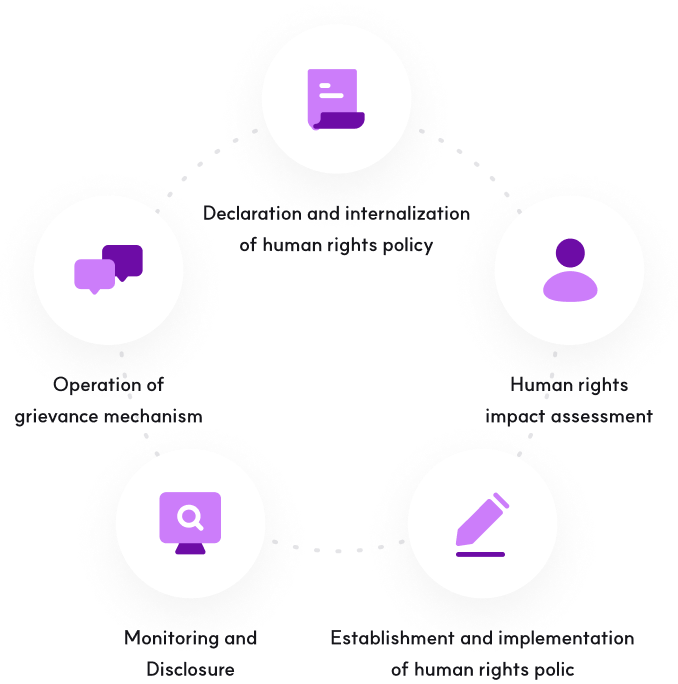 Declaration and internalization
of human rights policy
Operation of
grievance mechanism
Human rights
impact assessment
Monitoring and
Disclosure
Establishment and implementation
of human rights polic